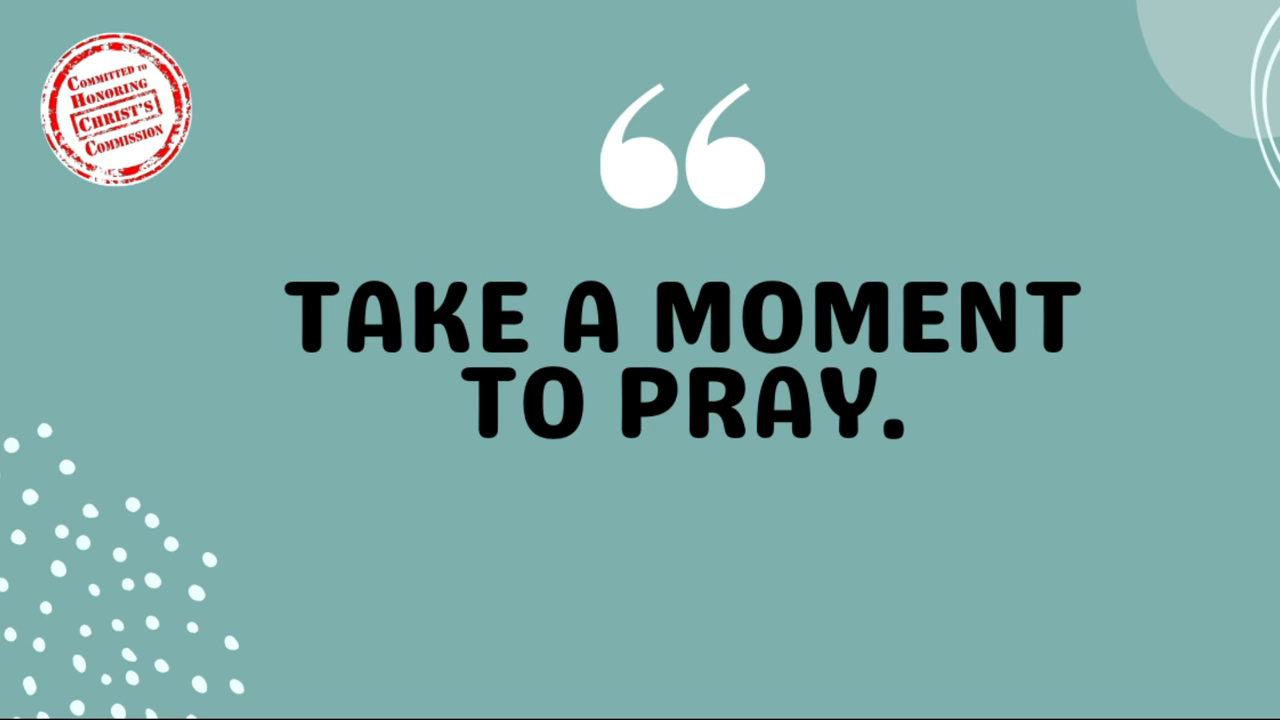 COMMITTED TO
HONORING
CHRIST'S
COMMISSION
“
TAKE A MOMENT
TO PRAY.